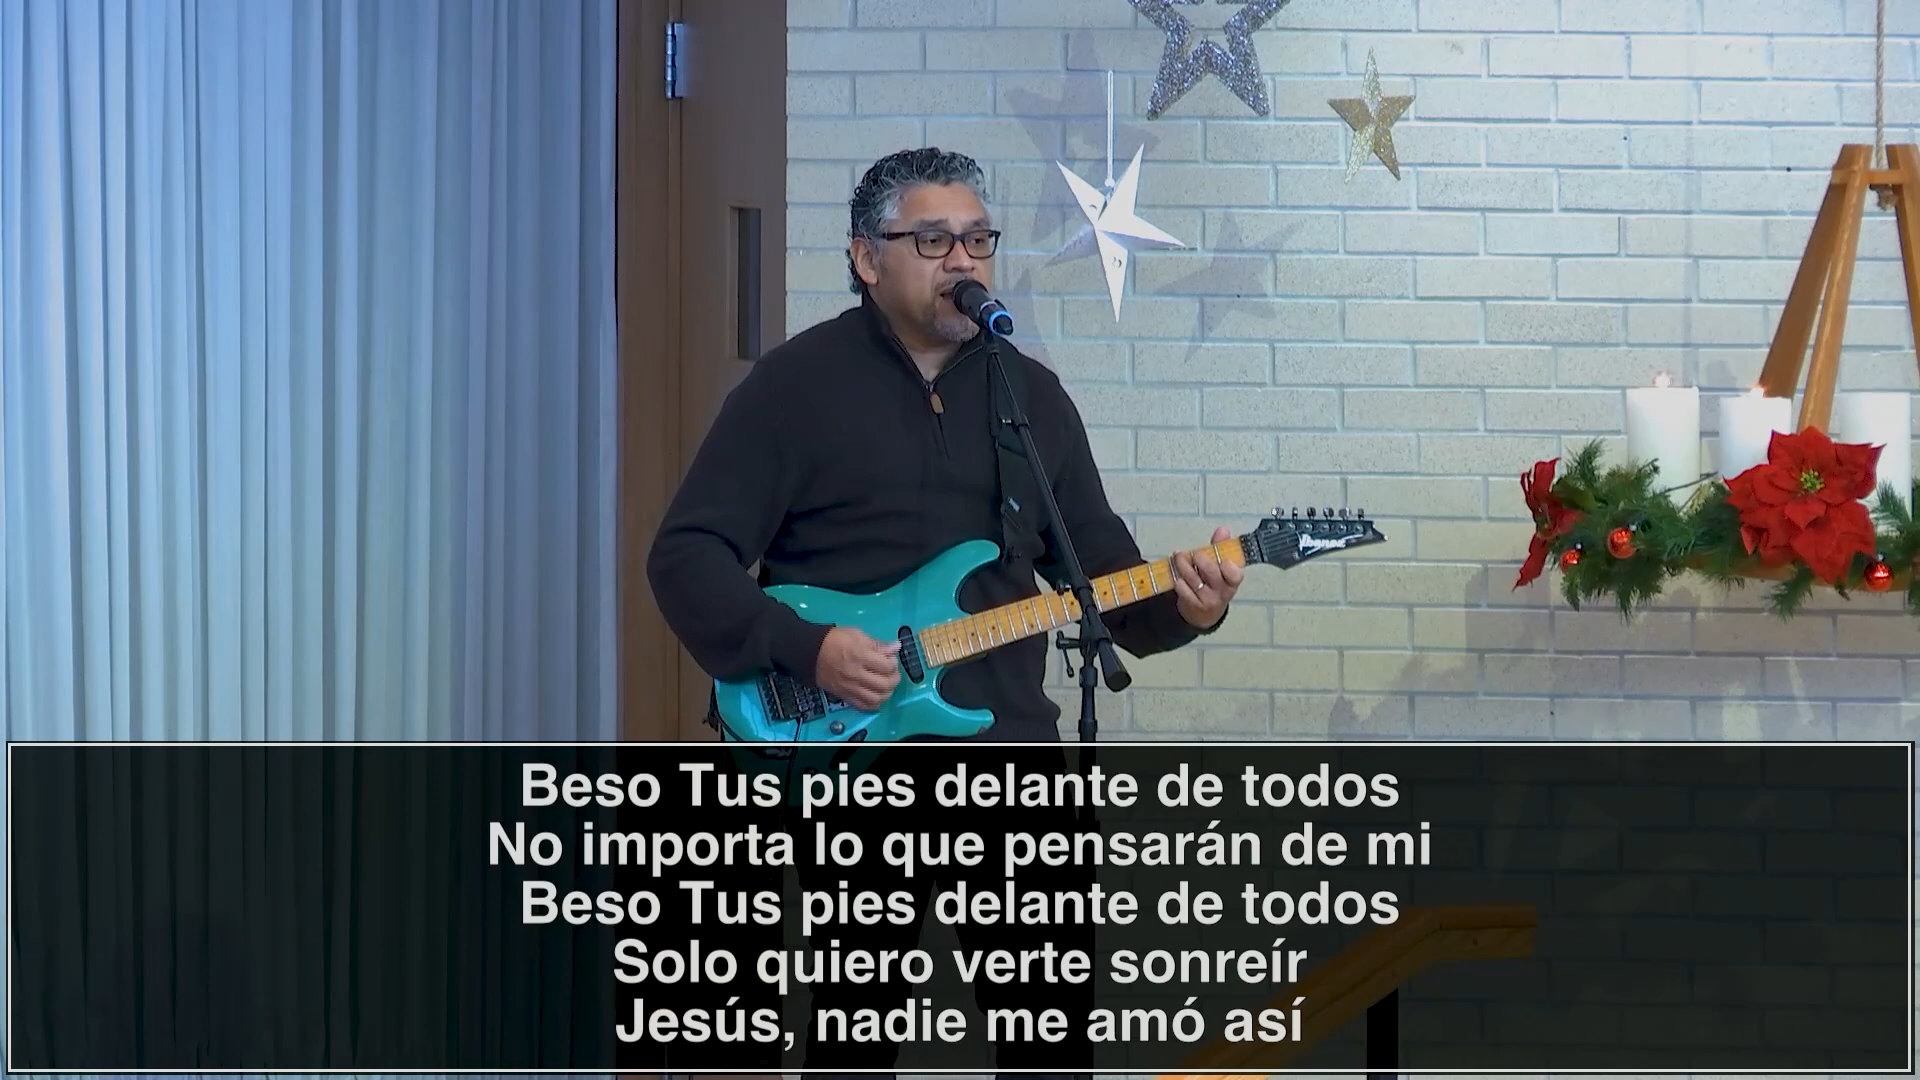 Ibanez
Beso Tus pies delante de todos
No importa lo que pensarán de mi
Beso Tus pies delante de todos
Solo quiero verte sonreír
Jesús, nadie me amó así